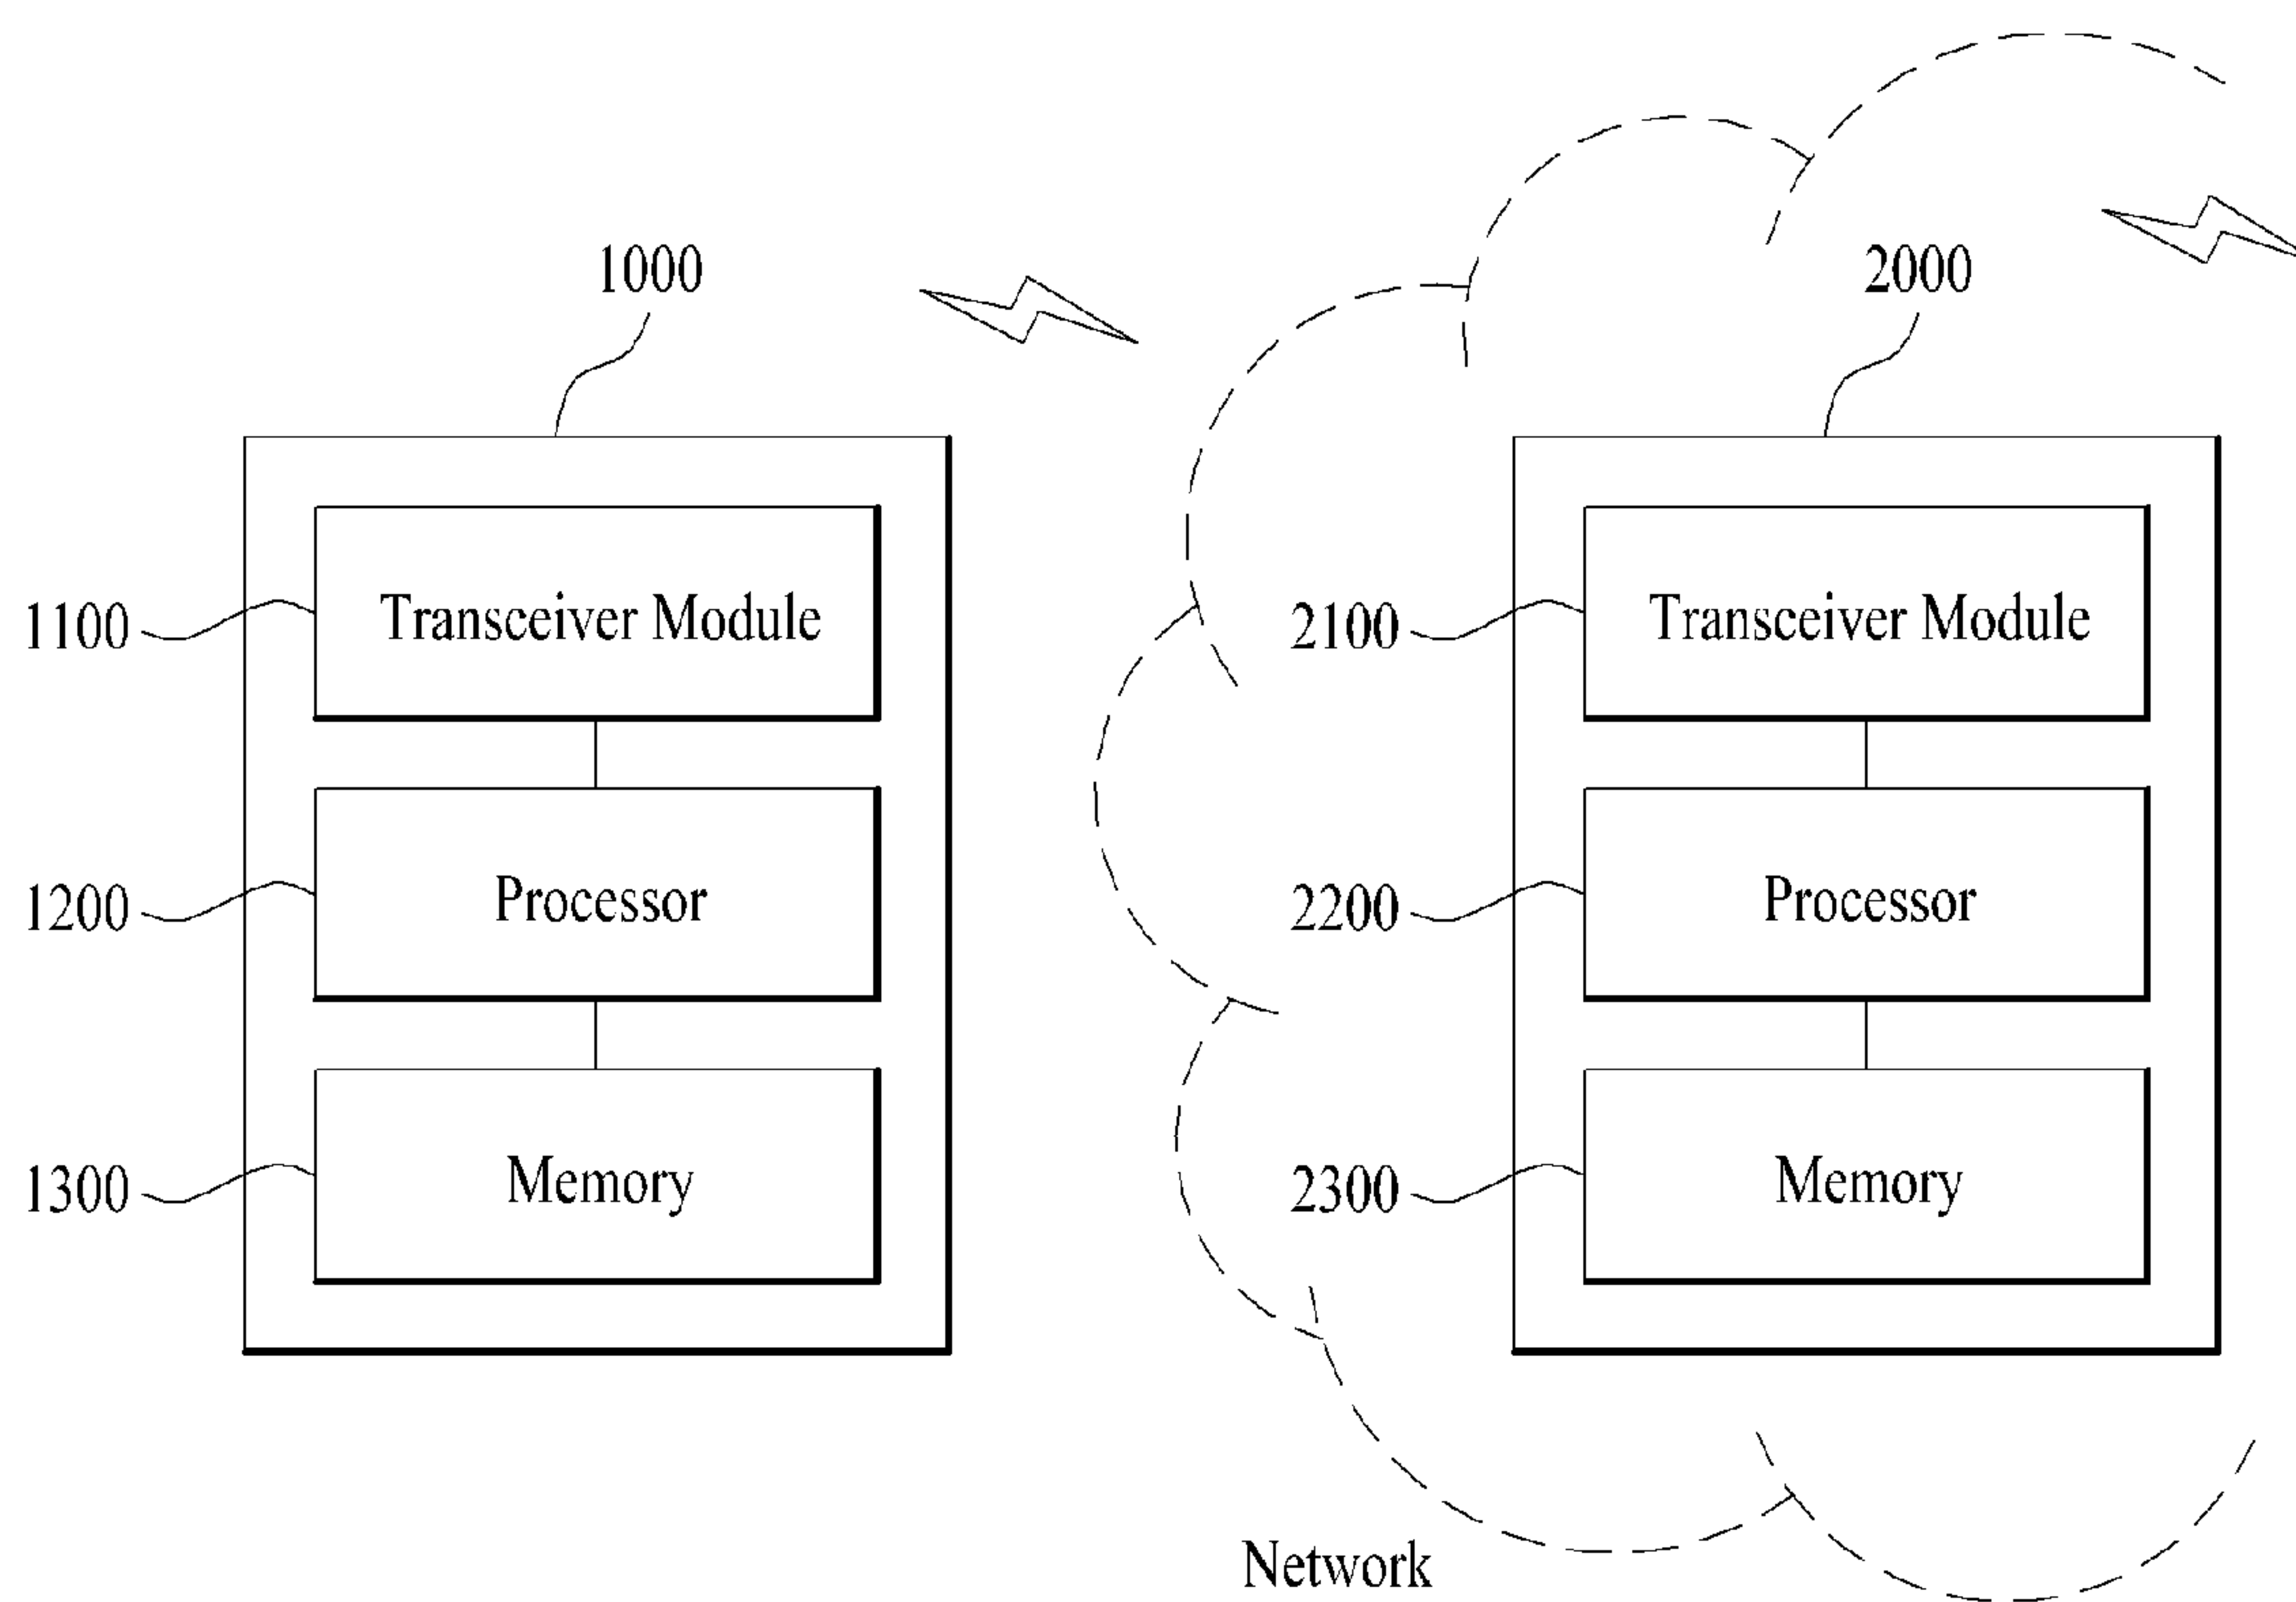 1000
2000
1100
Transceiver Module
2100
Transceiver Module
1200
Processor
2200
Processor
1300
Memory
2300
Memory
Network